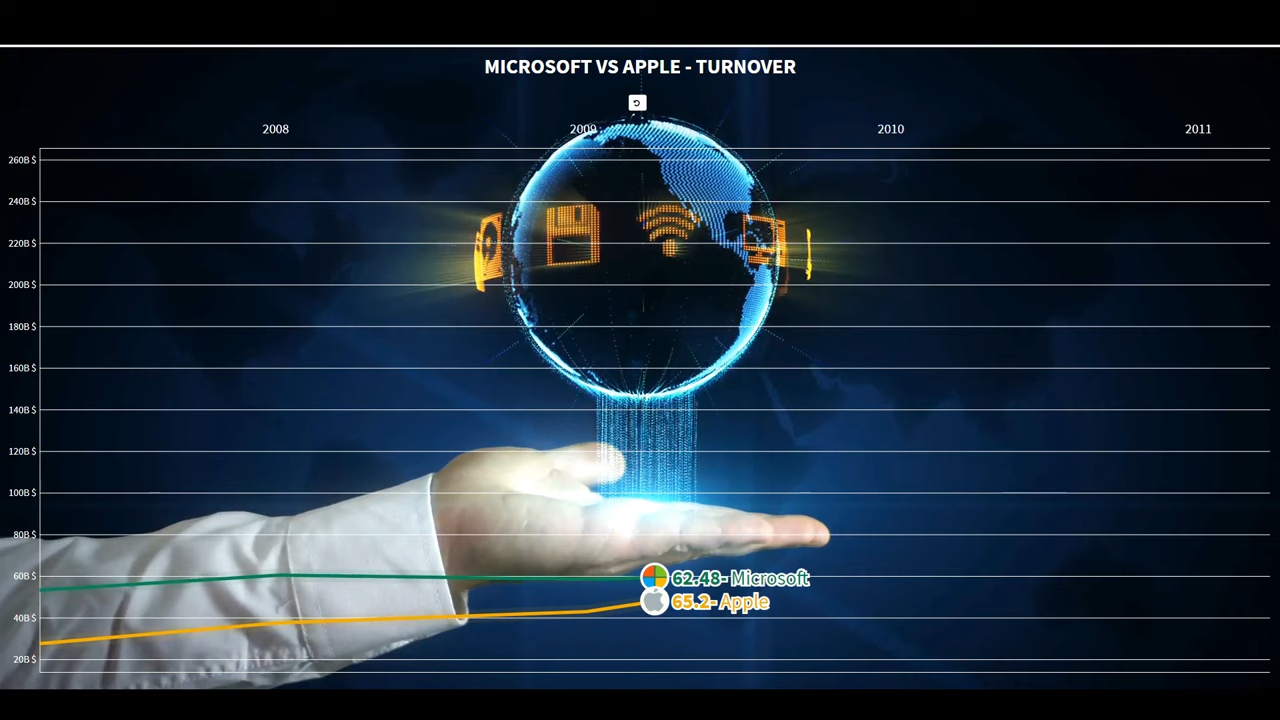 MICROSOFT VS APPLE - TURNOVER
2008 2009 2010 2011
260B $
240B $
220B $
200B $
180B $
160B $
140B $
120B $
100B $
80B $
60B $
62.48- Microsoft
65.2- Apple
40B $
20B $